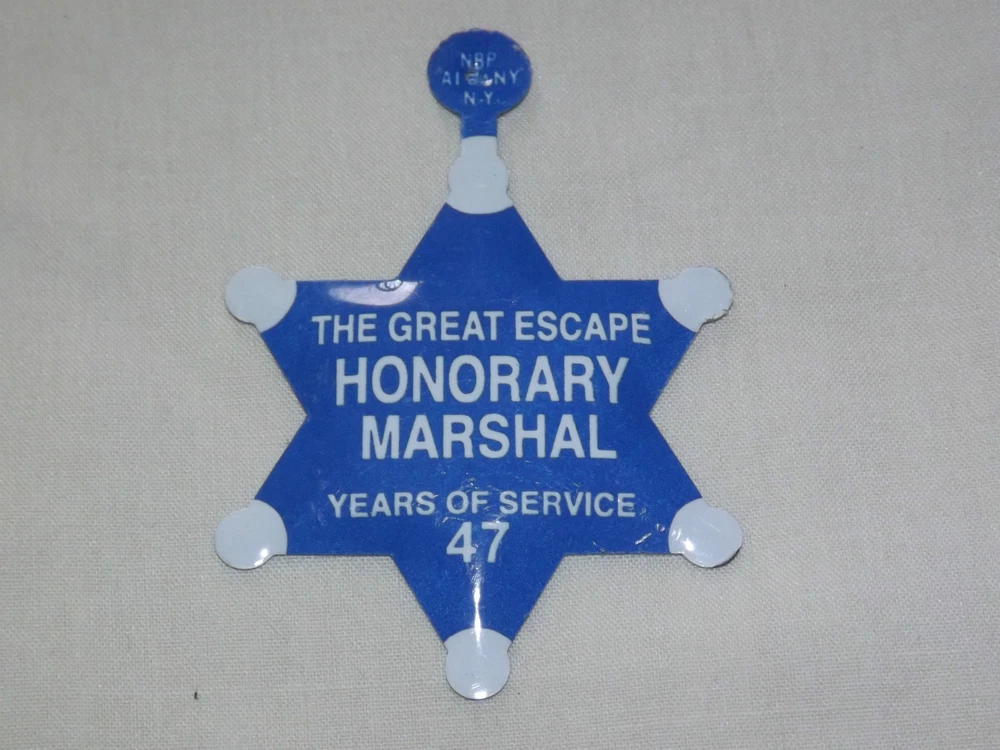 NBP
ALBANY
N.Y.
THE GREAT ESCAPE
HONORARY
MARSHAL
YEARS OF SERVICE
47